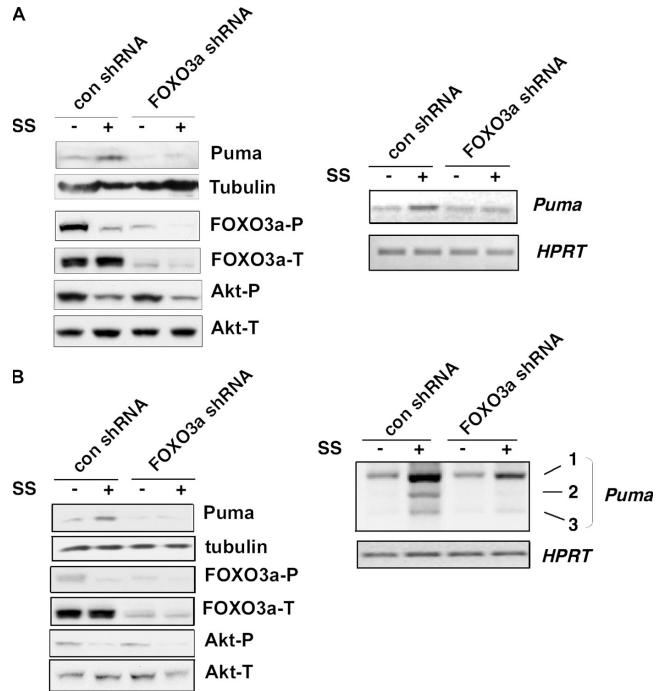 A
con shRNA
FOXO3a shRNA
SS - + - +
Puma
Tubulin
FOXO3a-P
FOXO3a-T
Akt-P
Akt-T
con shRNA
FOXO3a shRNA
SS - + - +
Puma
HPRT
B
con shRNA
FOXO3a shRNA
SS - + - +
Puma
tubulin
FOXO3a-P
FOXO3a-T
Akt-P
Akt-T
con shRNA
FOXO3a shRNA
SS - + - +
1
2 Puma
3
HPRT